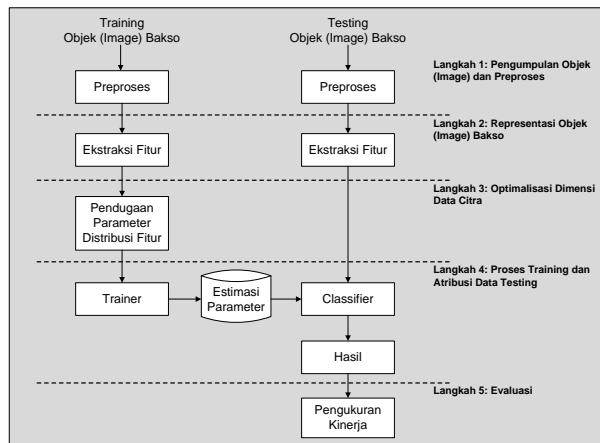 Training
Objek (Image) Bakso
Testing
Objek (Image) Bakso
Langkah 1: Pengumpulan Objek
(Image) dan Preproses
Preproses
Preproses
Langkah 2: Representasi Objek
(Image) Bakso
Ekstraksi Fitur
Ekstraksi Fitur
Langkah 3: Optimalisasi Dimensi
Data Citra
Pendugaan
Parameter
Distribusi Fitur
Langkah 4: Proses Training dan
Atribusi Data Testing
Trainer
Estimasi
Parameter
Classifier
Hasil
Langkah 5: Evaluasi
Pengukuran
Kinerja